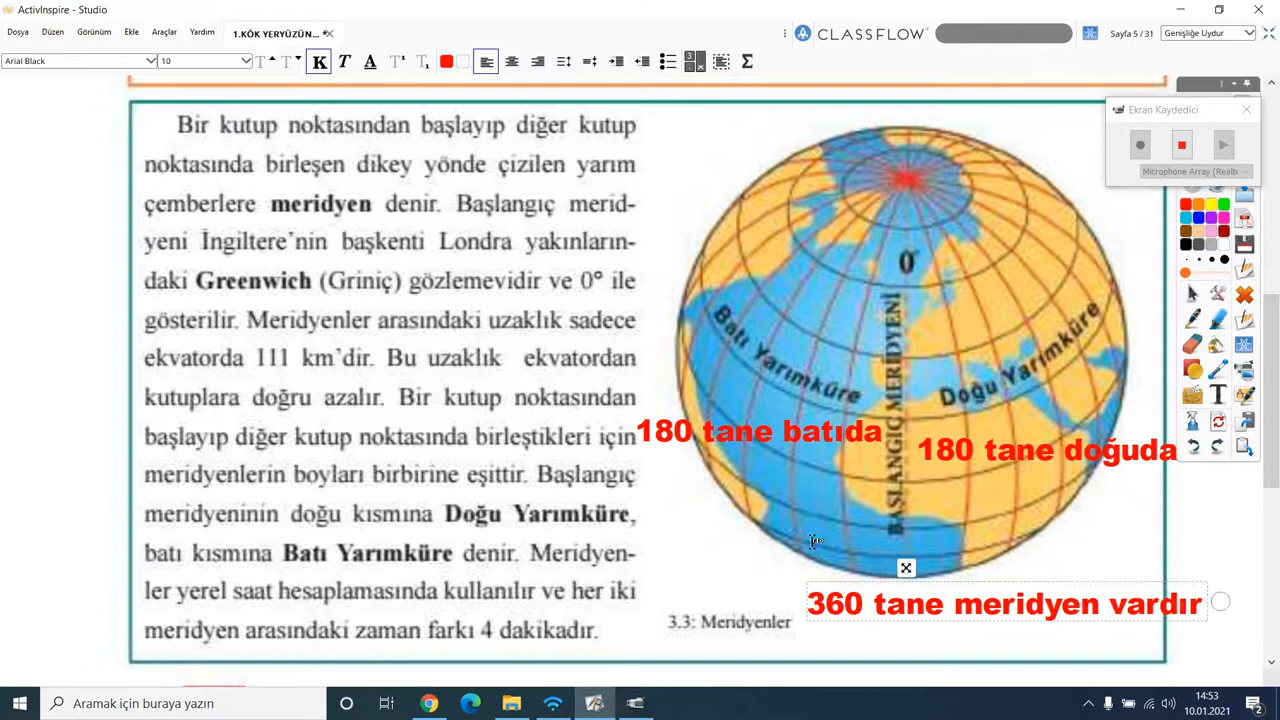 ActivInspire - Studio
Dosya Düzen Görünüm Ekle Araçlar Yardım
1.KÖK YERYÜZÜN...
CLASSFLOW
Sayfa 5 / 31
Genişliğe Uydur
Arial Black
10
Ekran Kaydedici
Microphone Array (Realte
Bir kutup noktasından başlayıp diğer kutup
noktasında birleşen dikey yönde çizilen yarım
çemberlere meridyen denir. Başlangıç merid-
yeni İngiltere’nin başkenti Londra yakınların-
daki Greenwich (Griniç) gözlemevidir ve 0° ile
gösterilir. Meridyenler arasındaki uzaklık sadece
ekvatorda 111 km’dir. Bu uzaklık ekvatordan
kutuplara doğru azalır. Bir kutup noktasından
başlayıp diğer kutup noktasında birleştikleri için
meridyenlerin boyları birbirine eşittir. Başlangıç
meridyeninin doğu kısmına Doğu Yarımküre,
batı kısmına Batı Yarımküre denir. Meridyen-
ler yerel saat hesaplamasında kullanılır ve her iki
meridyen arasındaki zaman farkı 4 dakikadır.
0
Batı Yarımküre
BAŞLANGIÇ MERİDYENİ
Doğu Yarımküre
180 tane batıda
180 tane doğuda
360 tane meridyen vardır
3.3: Meridyenler
Aramak için buraya yazın
14:53
10.01.2021
2